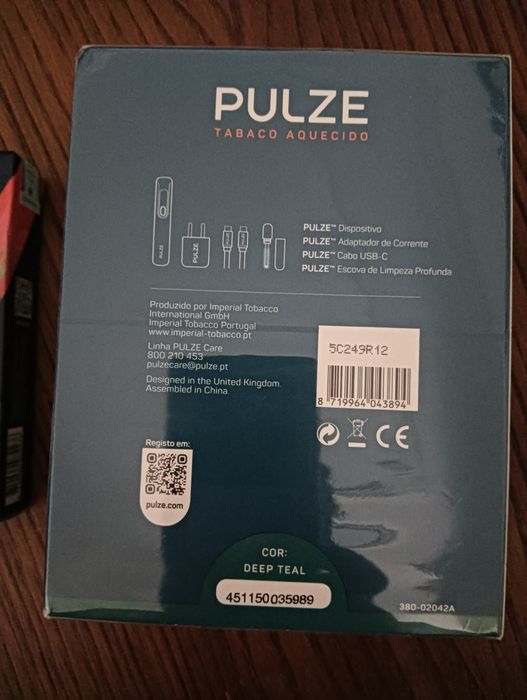 PULZE
TABACO AQUECIDO
PULZE
PULZE
PULZE™ Dispositivo
PULZE™ Adaptador de Corrente
PULZE™ Cabo USB-C
PULZE™ Escova de Limpeza Profunda
Produzido por Imperial Tobacco
International GmbH
Imperial Tobacco Portugal
www.imperial-tobacco.pt
Linha PULZE Care
800 210 453
pulzecare@pulze.pt
Designed in the United Kingdom.
Assembled in China.
5C249R12
8 719964 043894
CE
Registo em:
pulze.com
COR:
DEEP TEAL
451150035989
380-02042A